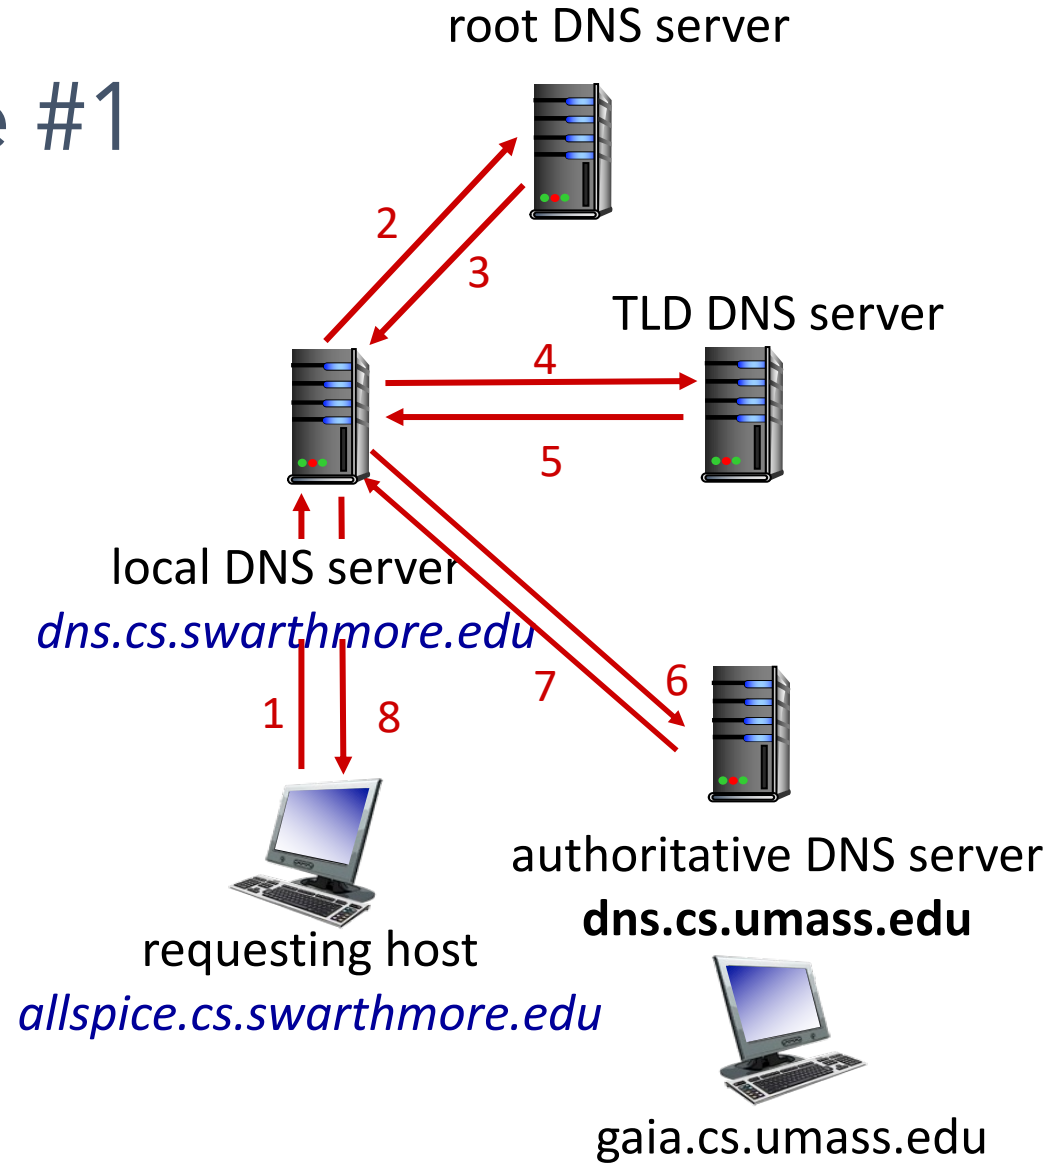 root DNS server
e #1
2
3
TLD DNS server
4
5
local DNS server
dns.cs.swarthmore.edu
1
8
7
6
authoritative DNS server
dns.cs.umass.edu
requesting host
allspice.cs.swarthmore.edu
gaia.cs.umass.edu